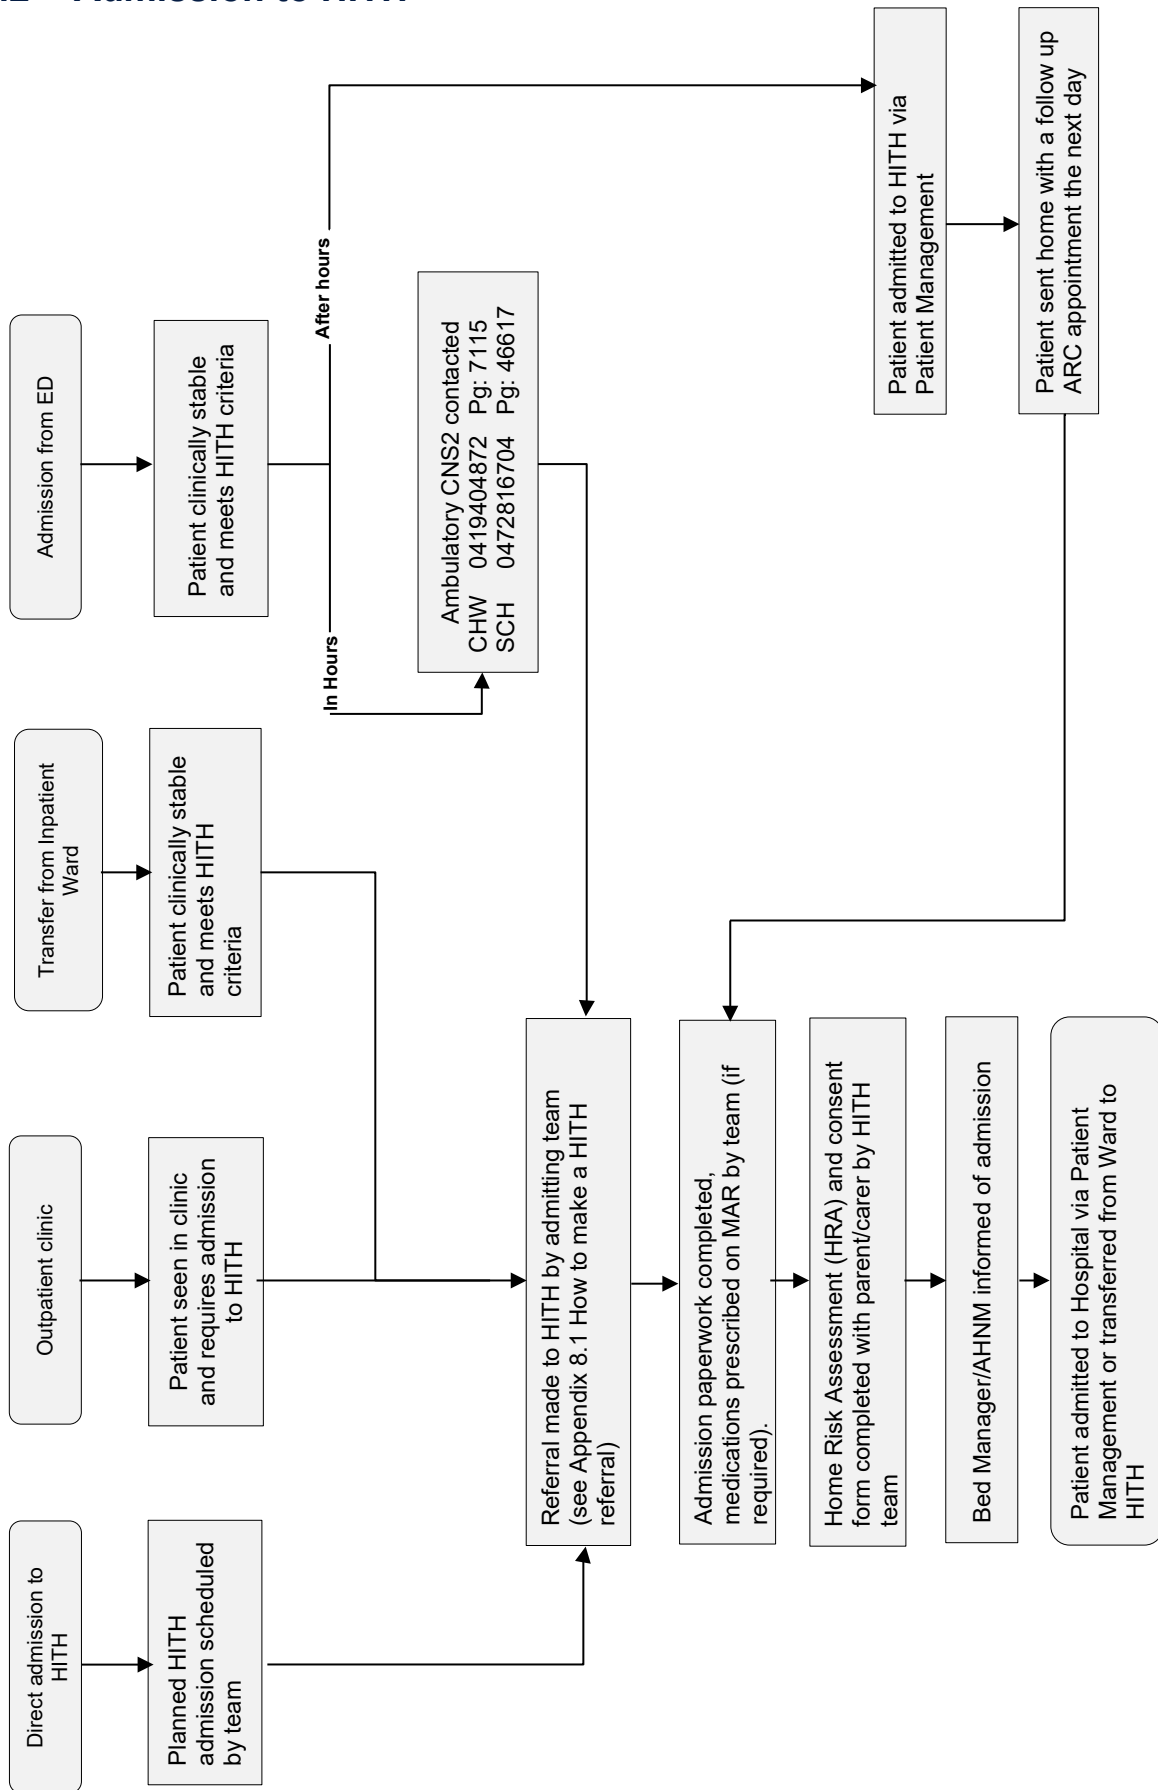 Admission to HITH
Direct admission to
HITH
Outpatient clinic
Transfer from Inpatient
Ward
Admission from ED
Planned HITH
admission scheduled
by team
Patient seen in clinic
and requires admission
to HITH
Patient clinically stable
and meets HITH
criteria
Patient clinically stable
and meets HITH criteria
In Hours
After hours
Ambulatory CNS2 contacted
CHW 0419404872 Pg: 7115
SCH 0472816704 Pg: 46617
Referral made to HITH by admitting team
(see Appendix 8.1 How to make a HITH
referral)
Admission paperwork completed,
medications prescribed on MAR by team (if
required).
Home Risk Assessment (HRA) and consent
form completed with parent/carer by HITH
team
Bed Manager/AHNM informed of admission
Patient admitted to Hospital via Patient
Management or transferred from Ward to
HITH
Patient admitted to HITH via
Patient Management
Patient sent home with a follow up
ARC appointment the next day